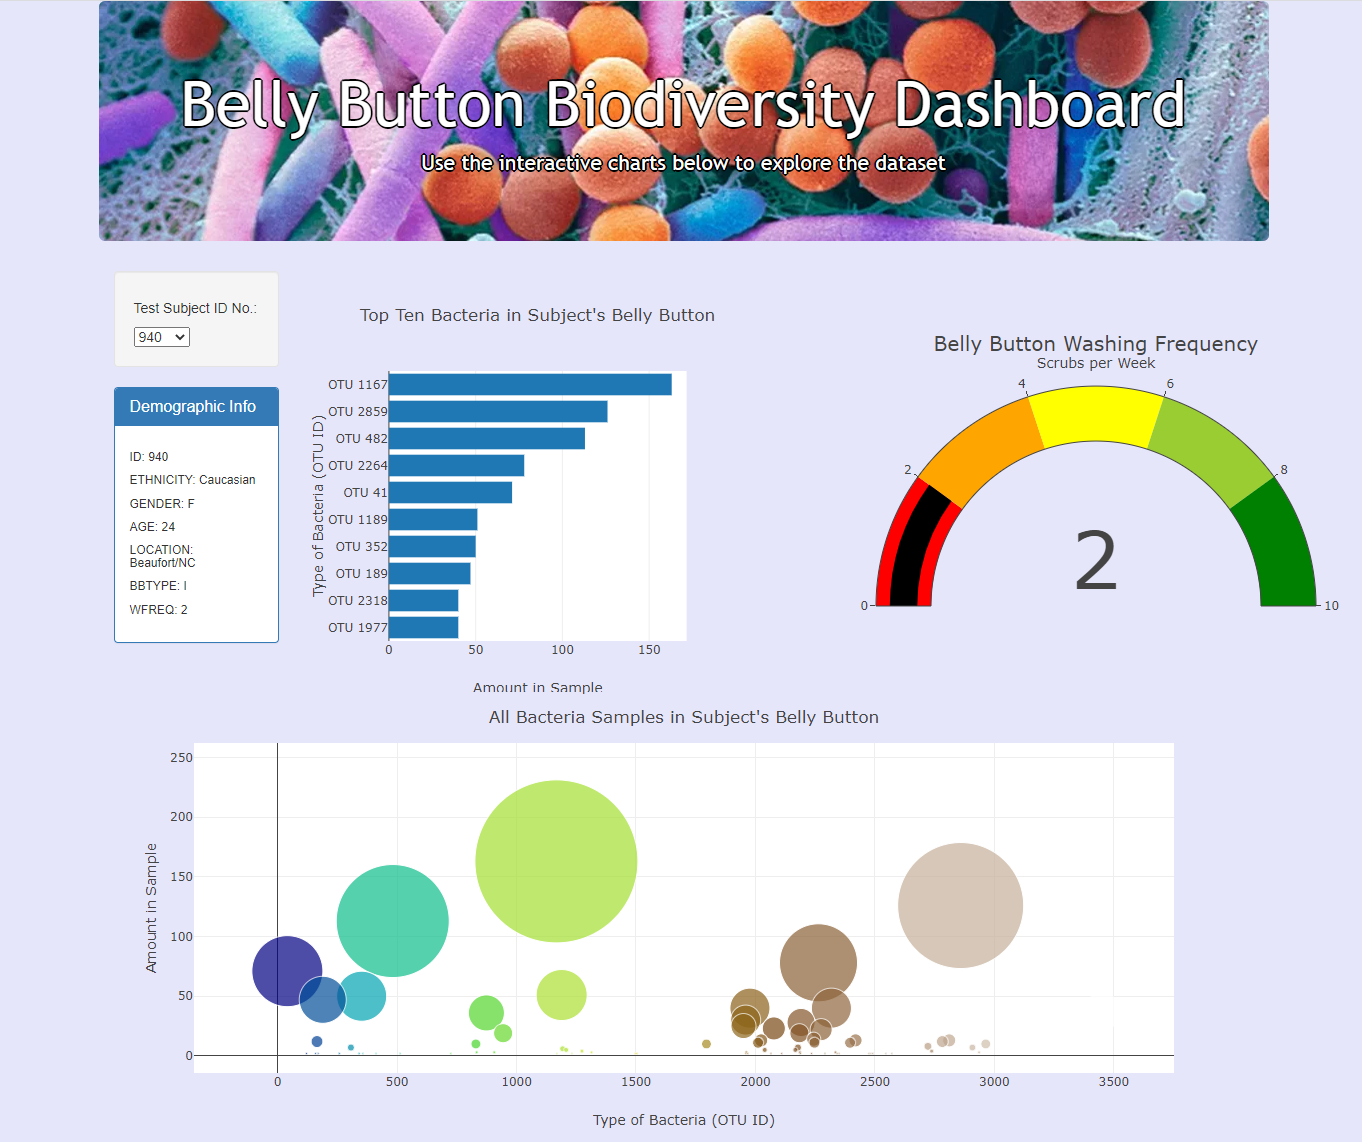 Belly Button Biodiversity Dashboard
Use the interactive charts below to explore the dataset
Test Subject ID No.:
940
Demographic Info
ID: 940
ETHNICITY: Caucasian
GENDER: F
AGE: 24
LOCATION:
Beaufort/NC
BBTYPE: I
WFREQ: 2
Top Ten Bacteria in Subject's Belly Button
Type of Bacteria (OTU ID)
OTU 1167
OTU 2859
OTU 482
OTU 2264
OTU 41
OTU 1189
OTU 352
OTU 189
OTU 2318
OTU 1977
0 50 100 150
Amount in Sample
Belly Button Washing Frequency
Scrubs per Week
0
2
4
6
8
10
2
All Bacteria Samples in Subject's Belly Button
Amount in Sample
250
200
150
100
50
0
0 500 1000 1500 2000 2500 3000 3500
Type of Bacteria (OTU ID)